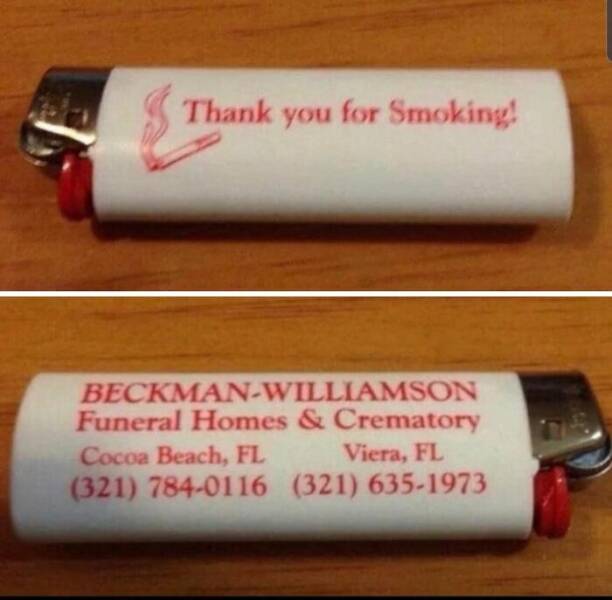 Thank you for Smoking!
BECKMAN-WILLIAMSON
Funeral Homes & Crematory
Cocoa Beach, FL Viera, FL
(321) 784-0116 (321) 635-1973